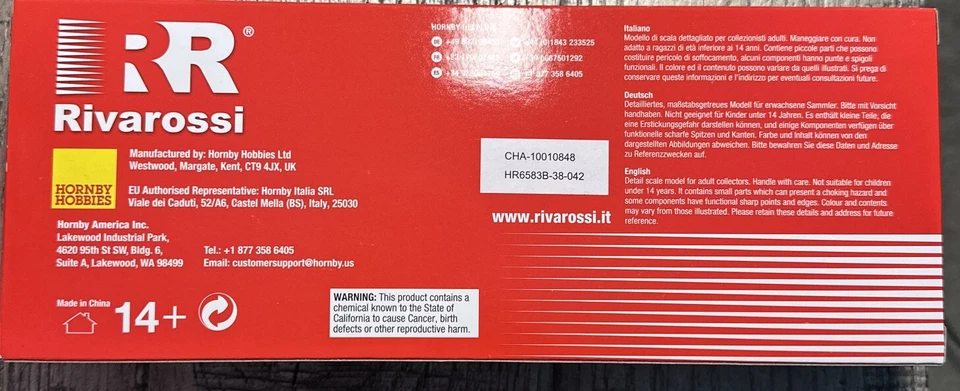 RR®
Rivarossi
HORNBY
HOBBIES
Manufactured by: Hornby Hobbies Ltd
Westwood, Margate, Kent, CT9 4JX, UK
EU Authorised Representative: Hornby Italia SRL
Viale dei Caduti, 52/A6, Castel Mella (BS), Italy, 25030
Hornby America Inc.
Lakewood Industrial Park,
4620 95th St SW, Bldg. 6,
Suite A, Lakewood, WA 98499
Tel.: +1 877 358 6405
Email: customersupport@hornby.us
Made in China
14+
WARNING: This product contains a
chemical known to the State of
California to cause Cancer, birth
defects or other reproductive harm.
HORNBY
(0)1843 233525
877 358 6405
CHA-10010848
HR6583B-38-042
www.rivarossi.it
Italiano
Modello di scala dettagliato per collezionisti adulti. Maneggiare con cura. Non
adatto a ragazzi di età inferiore ai 14 anni. Contiene piccole parti che possono
costituire pericolo di soffocamento, alcuni componenti hanno punte e spigoli
funzionali. Il colore ed il contenuto possono variare da quelli illustrati. Si prega di
conservare queste informazioni e l'indirizzo per eventuali consultazioni future.
Deutsch
Detailliertes, maßstabsgetreues Modell für erwachsene Sammler. Bitte mit Vorsicht
handhaben. Nicht geeignet für Kinder unter 14 Jahren. Es enthält kleine Teile, die
eine Erstickungsgefahr darstellen können, und einige Komponenten verfügen über
funktionelle scharfe Spitzen und Kanten. Farbe und Inhalt können von den
dargestellten Abbildungen abweichen. Bitte bewahren Sie diese Daten und Adresse
zu Referenzzwecken auf.
English
Detail scale model for adult collectors. Handle with care. Not suitable for children
under 14 years. It contains small parts which can present a choking hazard and
some components have functional sharp points and edges. Colour and contents
may vary from those illustrated. Please retain these details and address for future
reference.